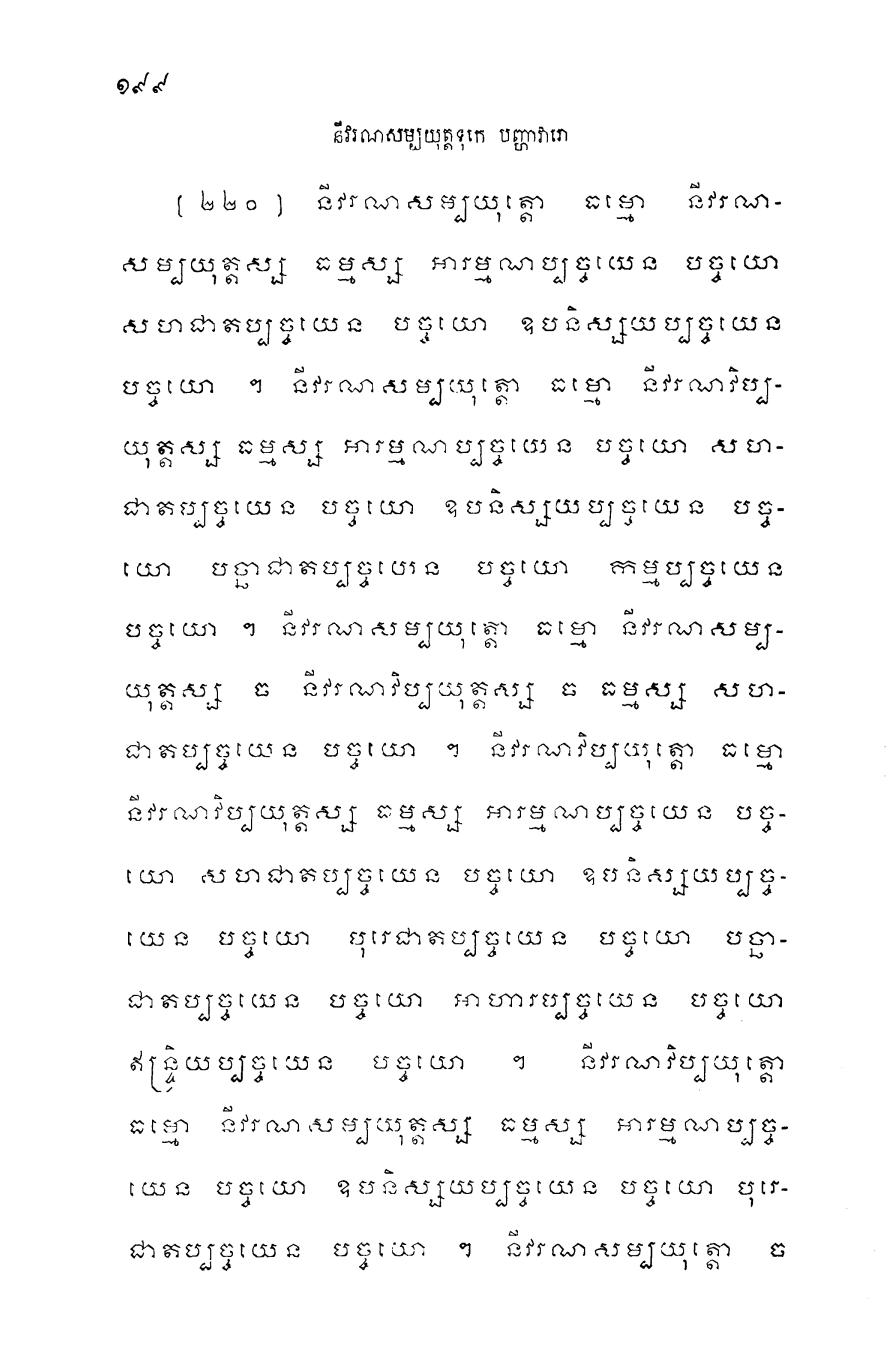 ១៩៩
នីវរណសម្បយុត្តទុកេ បញ្ហាវារោ
[ ២២០ ] នីវរណសម្បយុត្តោ ធម្មោ នីវរណ-
សម្បយុត្តស្ស ធម្មស្ស អារម្មណប្បច្ចយេន បច្ចយោ
សហជាតប្បច្ចយេន បច្ចយោ ឧបនិស្សយប្បច្ចយេន
បច្ចយោ ។ នីវរណសម្បយុត្តោ ធម្មោ នីវរណវិប្ប-
យុត្តស្ស ធម្មស្ស អារម្មណប្បច្ចយេន បច្ចយោ សហ-
ជាតប្បច្ចយេន បច្ចយោ ឧបនិស្សយប្បច្ចយេន បច្ច-
យោ បច្ឆាជាតប្បច្ចយេន បច្ចយោ កម្មប្បច្ចយេន
បច្ចយោ ។ នីវរណសម្បយុត្តោ ធម្មោ នីវរណសម្ប-
យុត្តស្ស ច នីវរណវិប្បយុត្តស្ស ច ធម្មស្ស សហ-
ជាតប្បច្ចយេន បច្ចយោ ។ នីវរណវិប្បយុត្តោ ធម្មោ
នីវរណវិប្បយុត្តស្ស ធម្មស្ស អារម្មណប្បច្ចយេន បច្ច-
យោ សហជាតប្បច្ចយេន បច្ចយោ ឧបនិស្សយប្បច្ច-
យេន បច្ចយោ បុរេជាតប្បច្ចយេន បច្ចយោ បច្ឆា-
ជាតប្បច្ចយេន បច្ចយោ អាហារប្បច្ចយេន បច្ចយោ
ឥន្ទ្រិយប្បច្ចយេន បច្ចយោ ។ នីវរណវិប្បយុត្តោ
ធម្មោ នីវរណសម្បយុត្តស្ស ធម្មស្ស អារម្មណប្បច្ច-
យេន បច្ចយោ ឧបនិស្សយប្បច្ចយេន បច្ចយោ បុរេ-
ជាតប្បច្ចយេន បច្ចយោ ។ នីវរណសម្បយុត្តោ ច